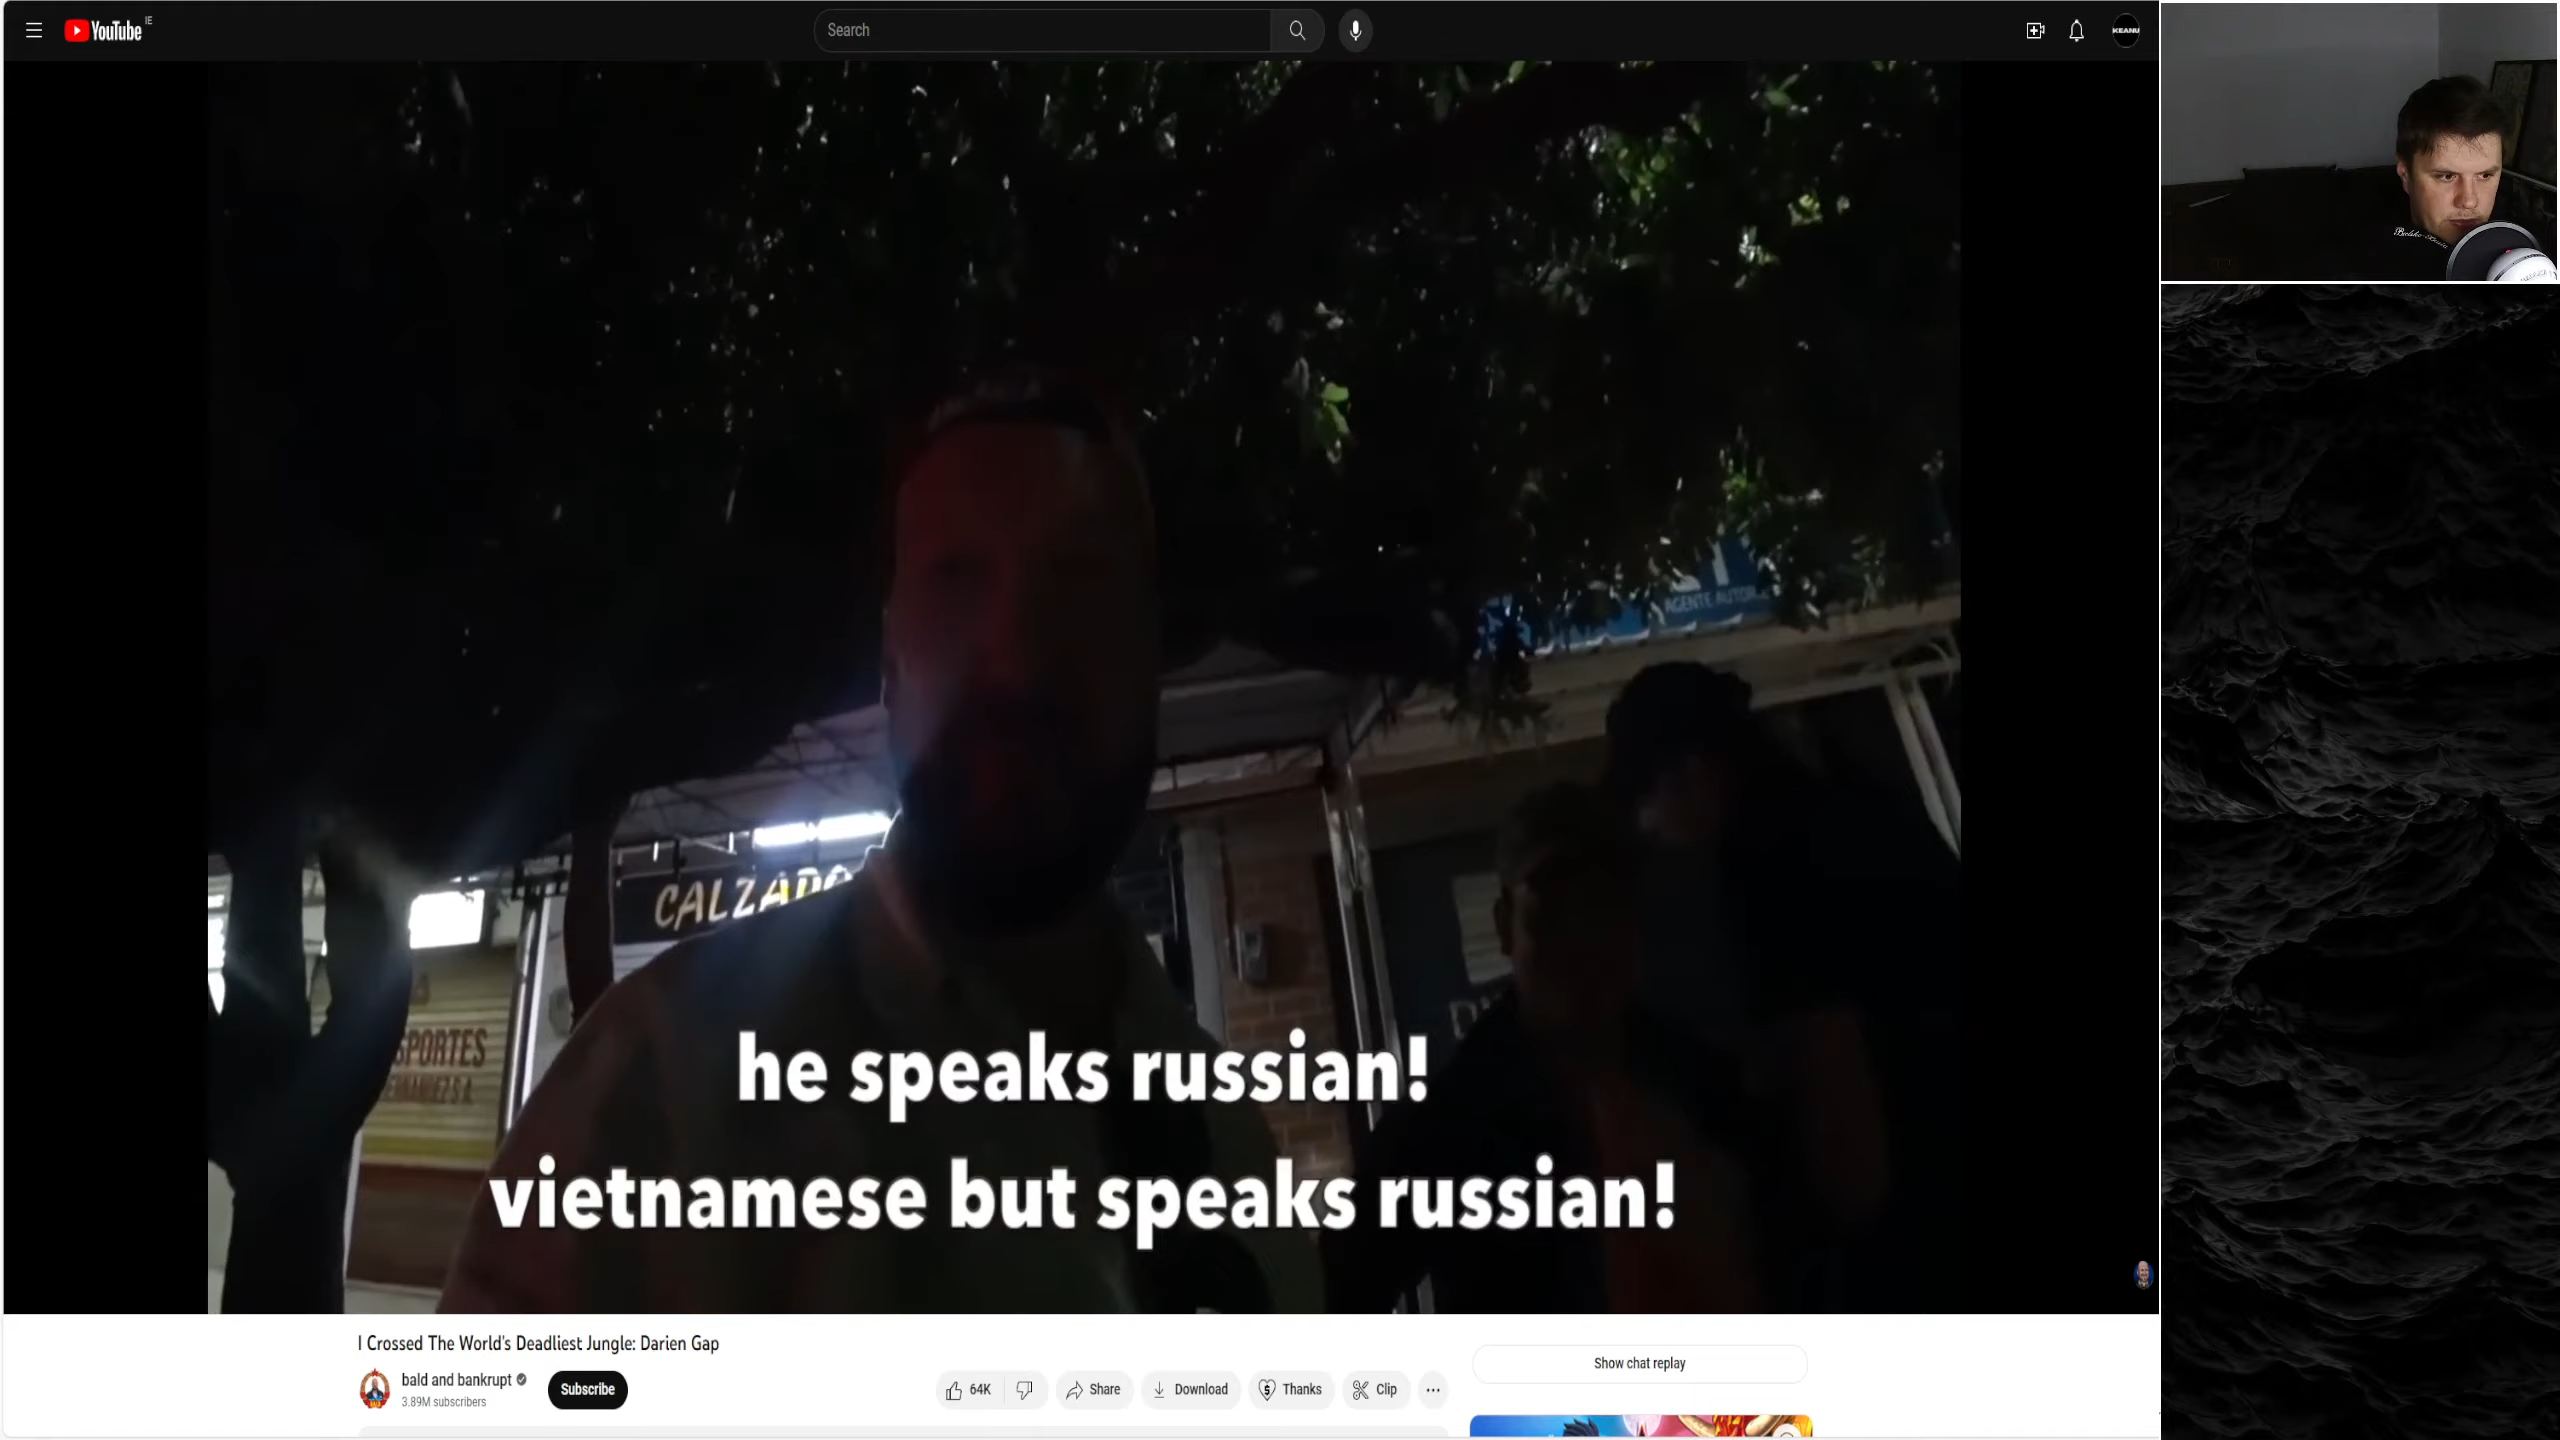 YouTube IE
Search
KEANU
AGENTE
CALZADO
SPORTES
he speaks russian!
vietnamese but speaks russian!
I Crossed The World's Deadliest Jungle: Darien Gap
bald and bankrupt
3.89M subscribers
Subscribe
64K
Share
Download
Thanks
Clip
Show chat replay